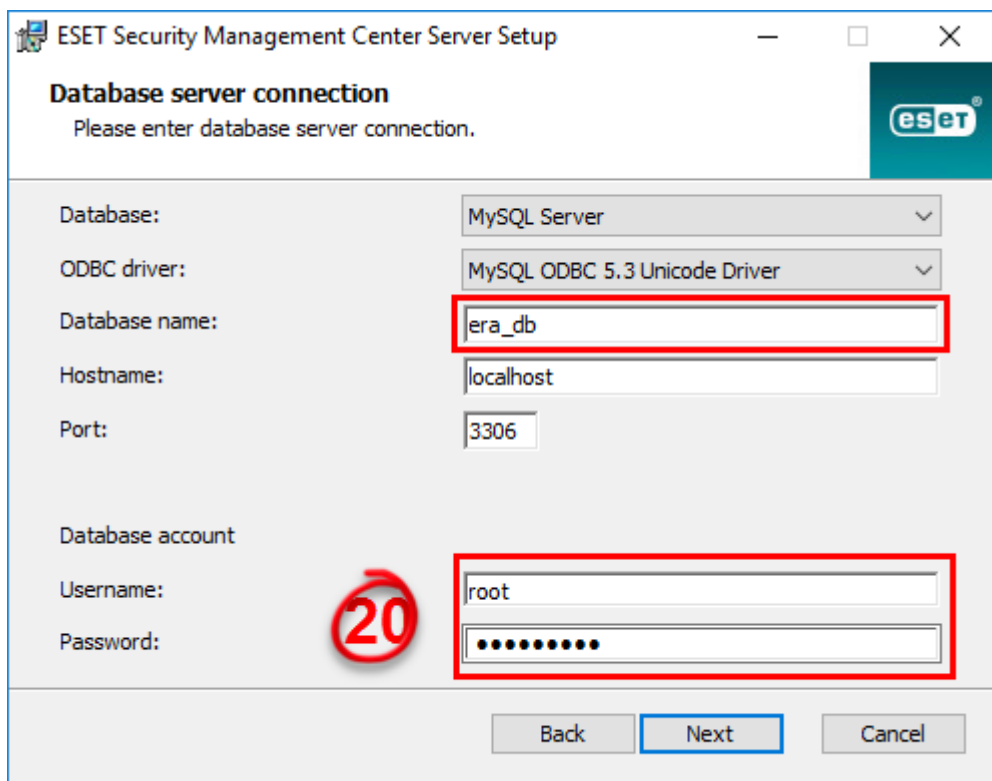 ESET Security Management Center Server Setup
Database server connection
Please enter database server connection.
eseT®
Database: MySQL Server
ODBC driver: MySQL ODBC 5.3 Unicode Driver
Database name: era_db
Hostname: localhost
Port: 3306
Database account
Username: root
20
Password: •••••••••
Back Next Cancel